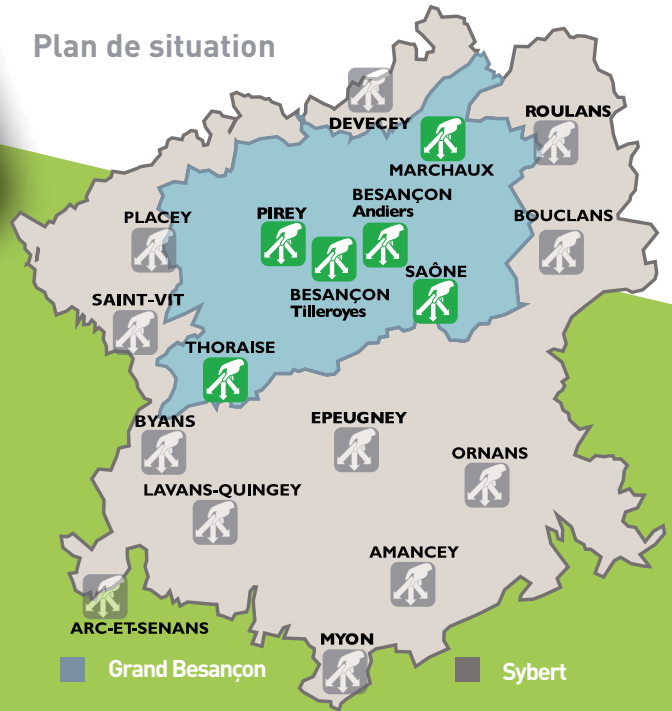 Plan de situation
DEVECEY
ROULANS
MARCHAUX
BESANÇON
Andiers
PLACEY
PIREY
BOUCLANS
SAÔNE
BESANÇON
Tilleroyes
SAINT-VIT
THORAISE
BYANS
EPEUGNEY
ORNANS
LAVANS-QUINGEY
AMANCEY
ARC-ET-SENANS
MYON
Grand Besançon
Sybert